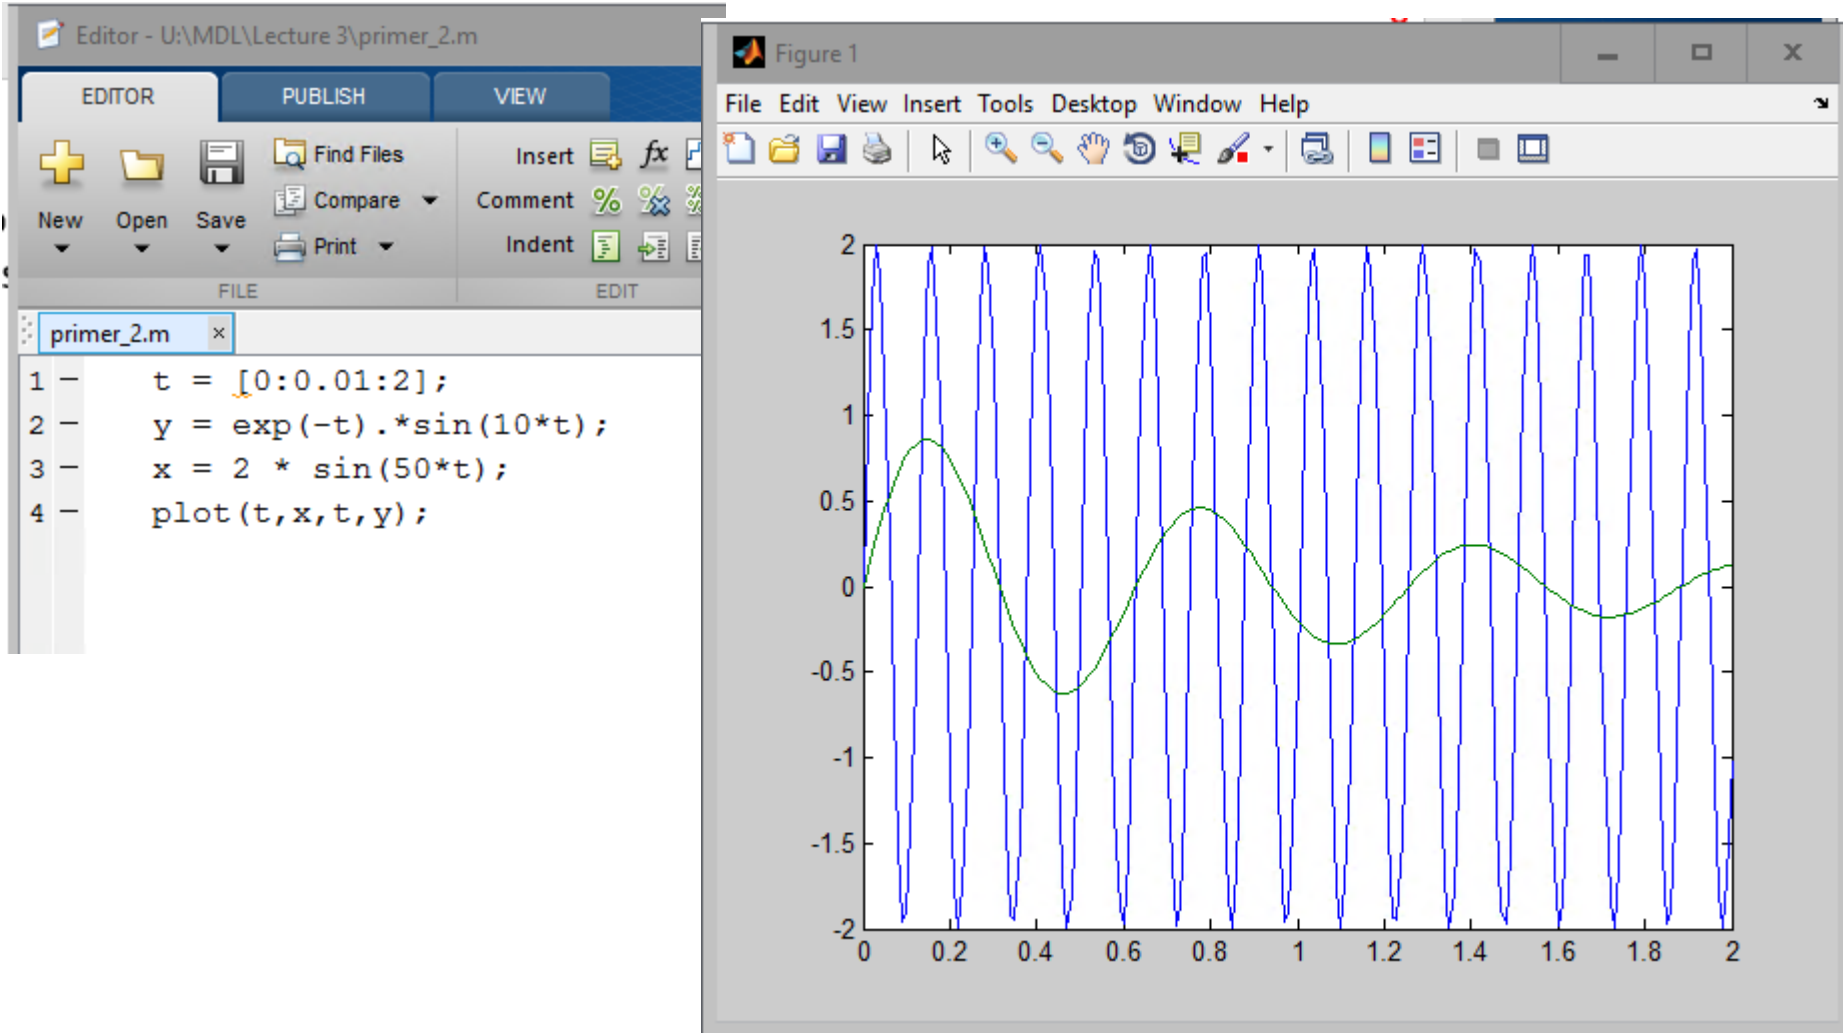 Editor - U:\MDL\Lecture 3\primer_2.m
EDITOR PUBLISH VIEW
New
Open
Save
Find Files
Compare
Print
FILE
Insert fx
Comment
Indent
EDIT
primer_2.m ×
1 - t = [0:0.01:2];
2 - y = exp(-t).*sin(10*t);
3 - x = 2 * sin(50*t);
4 - plot(t,x,t,y);
Figure 1
File Edit View Insert Tools Desktop Window Help
2
1.5
1
0.5
0
-0.5
-1
-1.5
-2
0 0.2 0.4 0.6 0.8 1 1.2 1.4 1.6 1.8 2